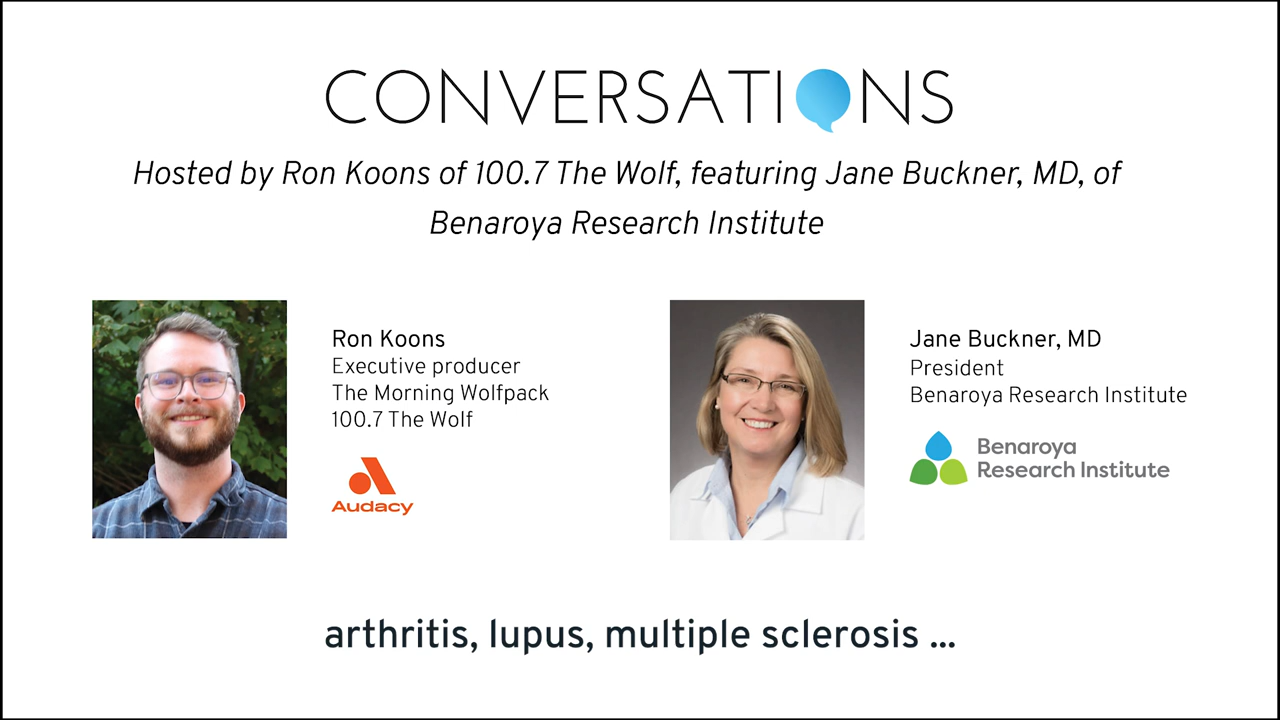 CONVERSATIONS
Hosted by Ron Koons of 100.7 The Wolf, featuring Jane Buckner, MD, of
Benaroya Research Institute
Ron Koons
Executive producer
The Morning Wolfpack
100.7 The Wolf
Audacy
Jane Buckner, MD
President
Benaroya Research Institute
Benaroya
Research Institute
arthritis, lupus, multiple sclerosis ...